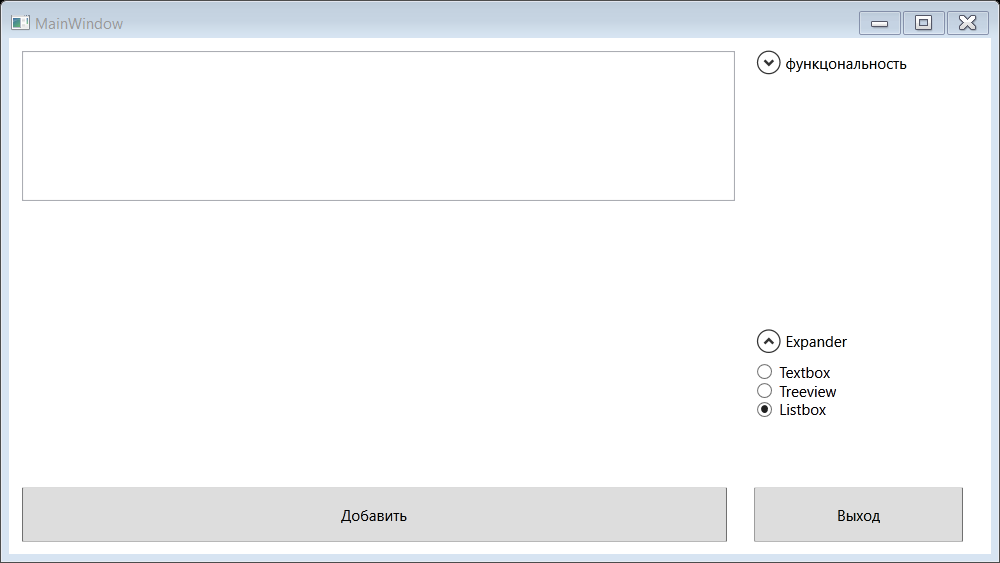 MainWindow
функцональность
Expander
Textbox
Treeview
Listbox
Добавить
Выход